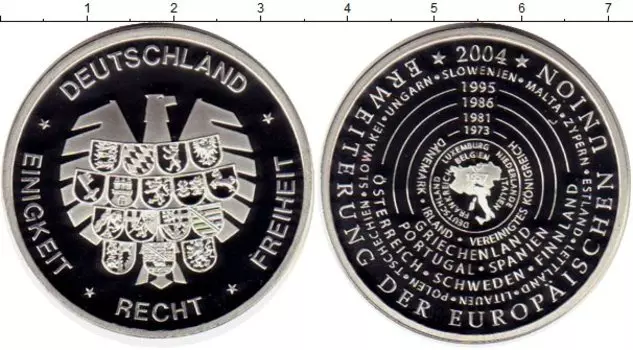 1 2 3 4 5 6 7
DEUTSCHLAND
EINIGKEIT
RECHT
FREIHEIT
ERWEITERUNG DER EUROPÄISCHEN UNION
2004
POLEN • TSCHECHIEN • SLOWAKEI • UNGARN • SLOWENIEN • MALTA • ZYPERN • ESTLAND • LETTLAND • LITAUEN
1995
ÖSTERREICH • SCHWEDEN • FINNLAND
1986
PORTUGAL • SPANIEN
1981
GRIECHENLAND
1973
DÄNEMARK • IRLAND • VEREINIGTES KÖNIGREICH
1957
DEUTSCHLAND
FRANKREICH
LUXEMBURG
BELGIEN
NIEDERLANDE
ITALIEN